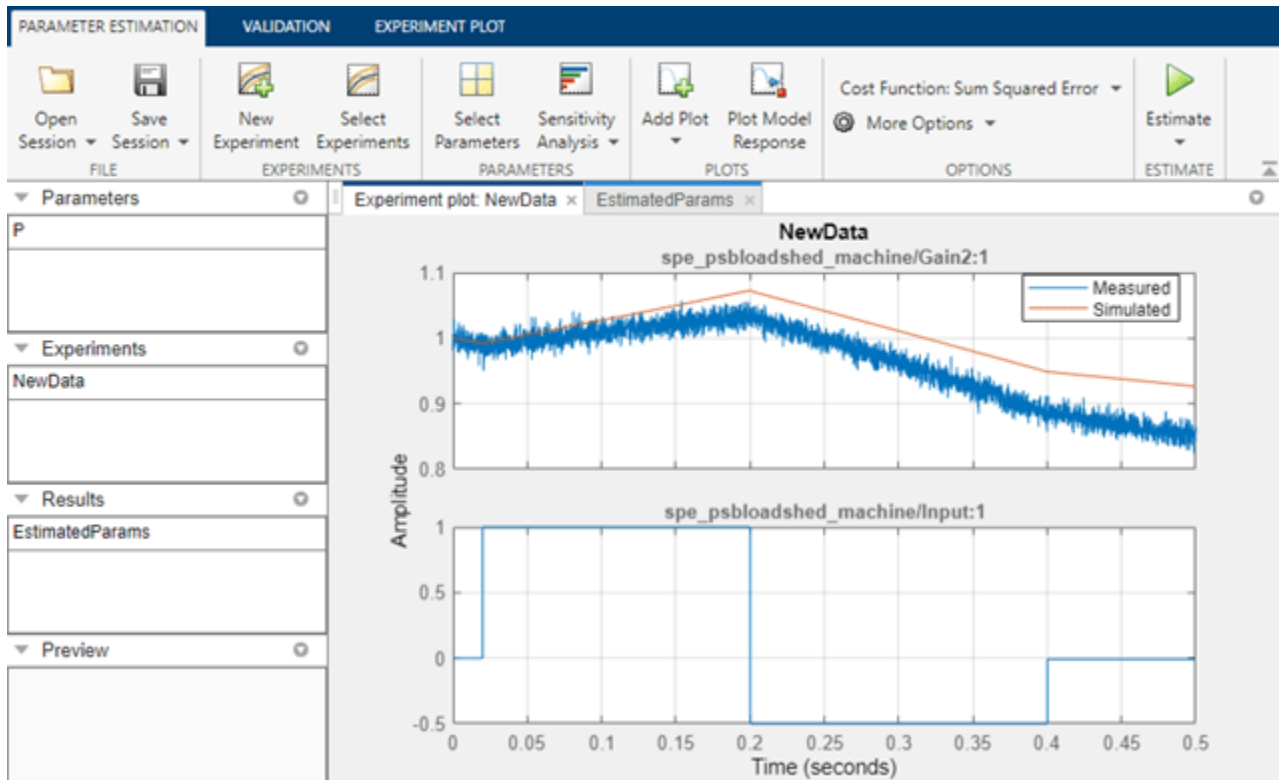 PARAMETER ESTIMATION VALIDATION EXPERIMENT PLOT
Open Session
Save Session
New Experiment
Select Experiments
Select Parameters
Sensitivity Analysis
Add Plot
Plot Model Response
Cost Function: Sum Squared Error
More Options
Estimate
FILE EXPERIMENTS PARAMETERS PLOTS OPTIONS ESTIMATE
Parameters
P
Experiments
NewData
Results
EstimatedParams
Preview
Experiment plot: NewData × EstimatedParams ×
NewData
spe_psbloadshed_machine/Gain2:1
Measured
Simulated
1.1
1
0.9
0.8
Amplitude
spe_psbloadshed_machine/Input:1
1
0.5
0
-0.5
0 0.05 0.1 0.15 0.2 0.25 0.3 0.35 0.4 0.45 0.5
Time (seconds)